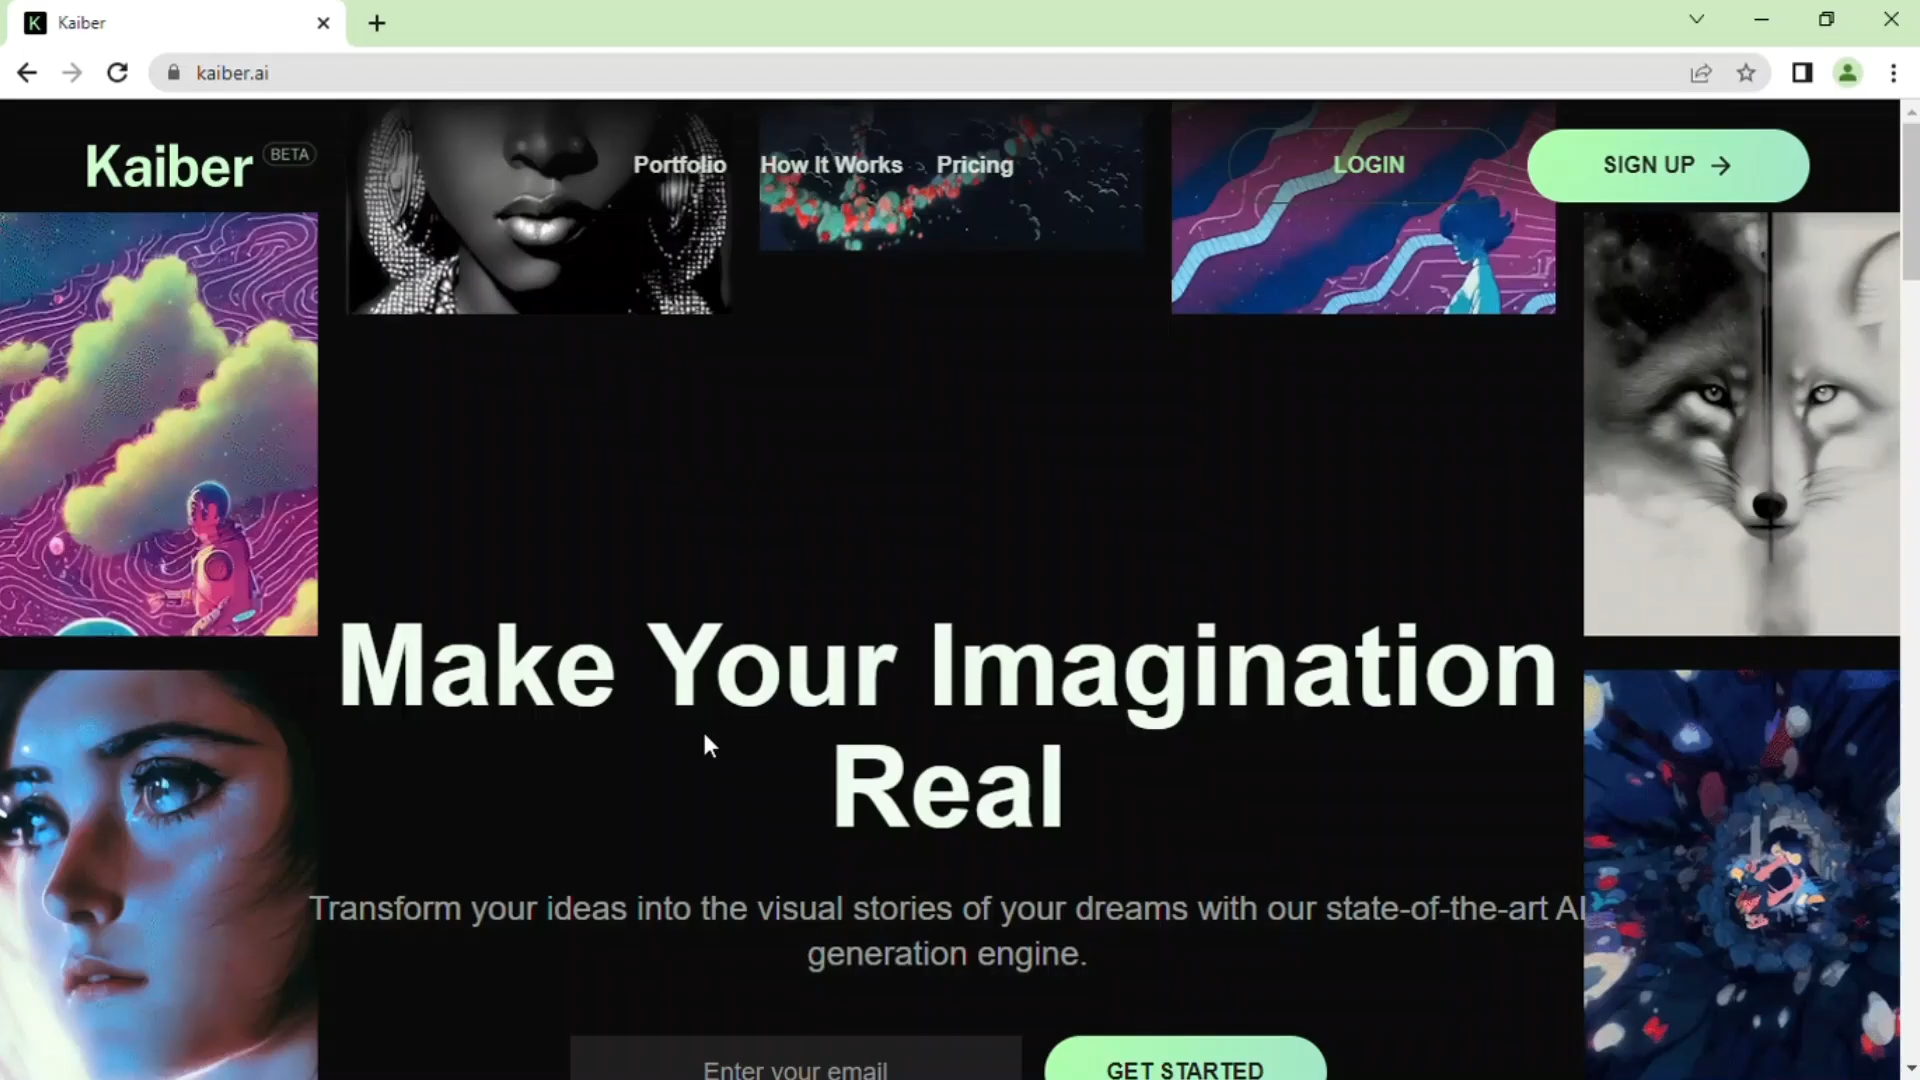 K Kaiber
kaiber.ai
Kaiber BETA
Portfolio How It Works Pricing
LOGIN
SIGN UP →
Make Your Imagination
Real
Transform your ideas into the visual stories of your dreams with our state-of-the-art AI
generation engine.
Enter your email
GET STARTED